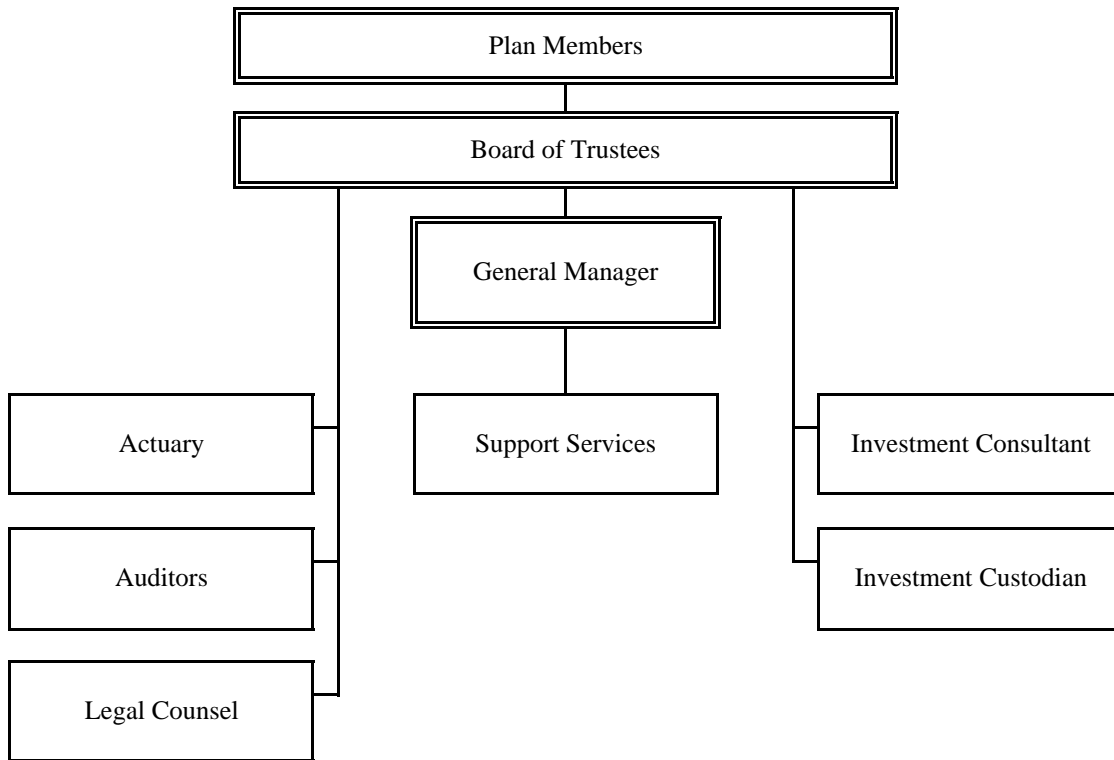 Plan Members
Board of Trustees
General Manager
Actuary
Support Services
Investment Consultant
Auditors
Investment Custodian
Legal Counsel